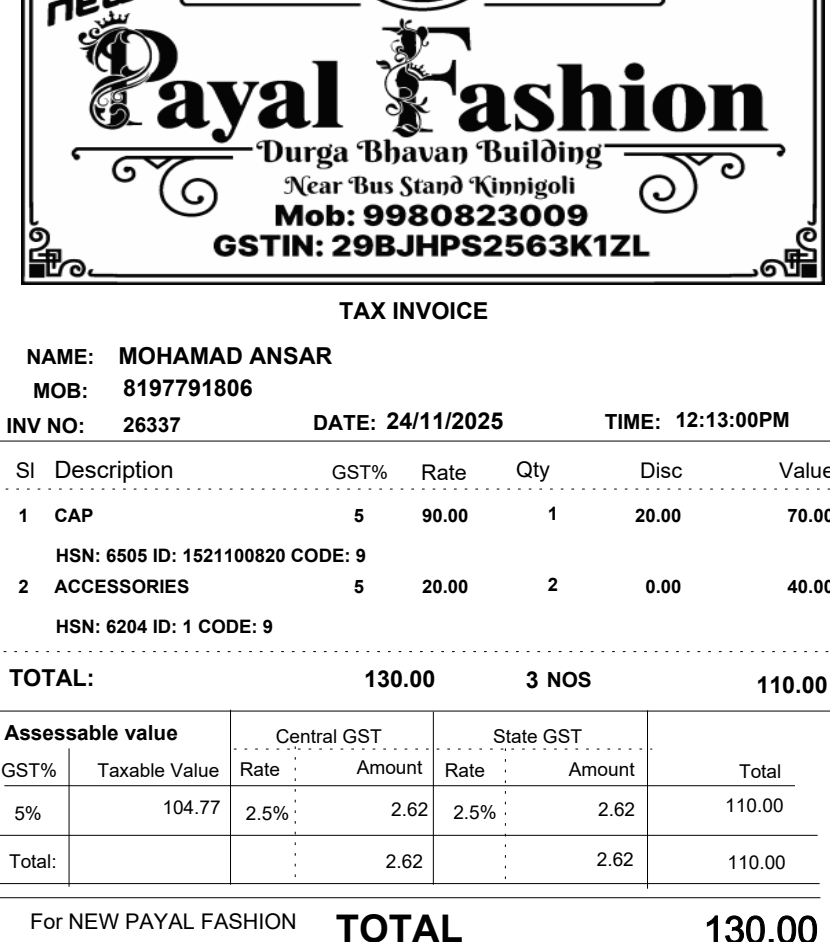 new
Payal Fashion
Durga Bhavan Building
Near Bus Stand Kinnigoli
Mob: 9980823009
GSTIN: 29BJHPS2563K1ZL
TAX INVOICE
NAME: MOHAMAD ANSAR
MOB: 8197791806
INV NO: 26337 DATE: 24/11/2025 TIME: 12:13:00PM
Sl Description GST% Rate Qty Disc Value
1 CAP 5 90.00 1 20.00 70.00
HSN: 6505 ID: 1521100820 CODE: 9
2 ACCESSORIES 5 20.00 2 0.00 40.00
HSN: 6204 ID: 1 CODE: 9
TOTAL: 130.00 3 NOS 110.00
Assessable value Central GST State GST
GST% Taxable Value Rate Amount Rate Amount Total
5% 104.77 2.5% 2.62 2.5% 2.62 110.00
Total: 2.62 2.62 110.00
For NEW PAYAL FASHION TOTAL 130.00